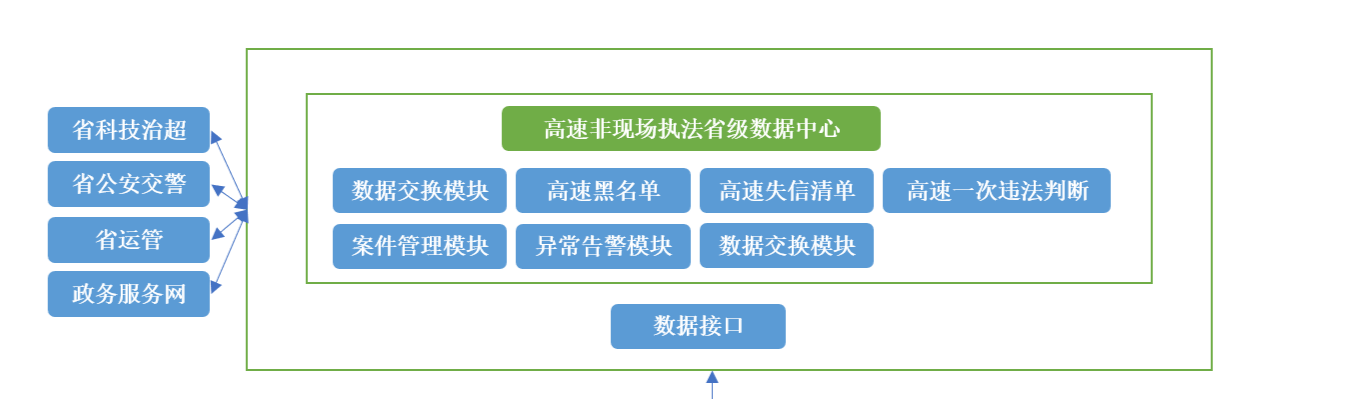 省科技治超
省公安交警
省运管
政务服务网
高速非现场执法省级数据中心
数据交换模块
高速黑名单
高速失信清单
高速一次违法判断
案件管理模块
异常告警模块
数据交换模块
数据接口